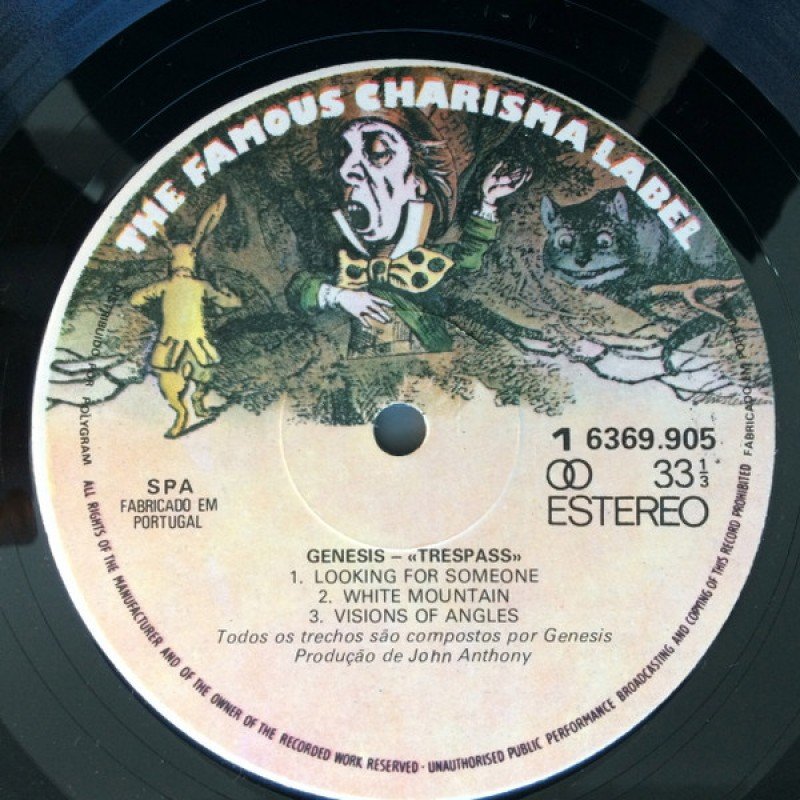 THE FAMOUS CHARISMA LABEL
1 6369.905
33 1/3
ESTEREO
SPA
FABRICADO EM
PORTUGAL
GENESIS – «TRESPASS»
1. LOOKING FOR SOMEONE
2. WHITE MOUNTAIN
3. VISIONS OF ANGLES
Todos os trechos são compostos por Genesis
Produção de John Anthony
POR POLYGRAM
ALL RIGHTS OF THE MANUFACTURER AND OF THE OWNER OF THE RECORDED WORK RESERVED · UNAUTHORISED PUBLIC PERFORMANCE BROADCASTING AND COPYING OF THIS RECORD PROHIBITED
FABRICADO EM